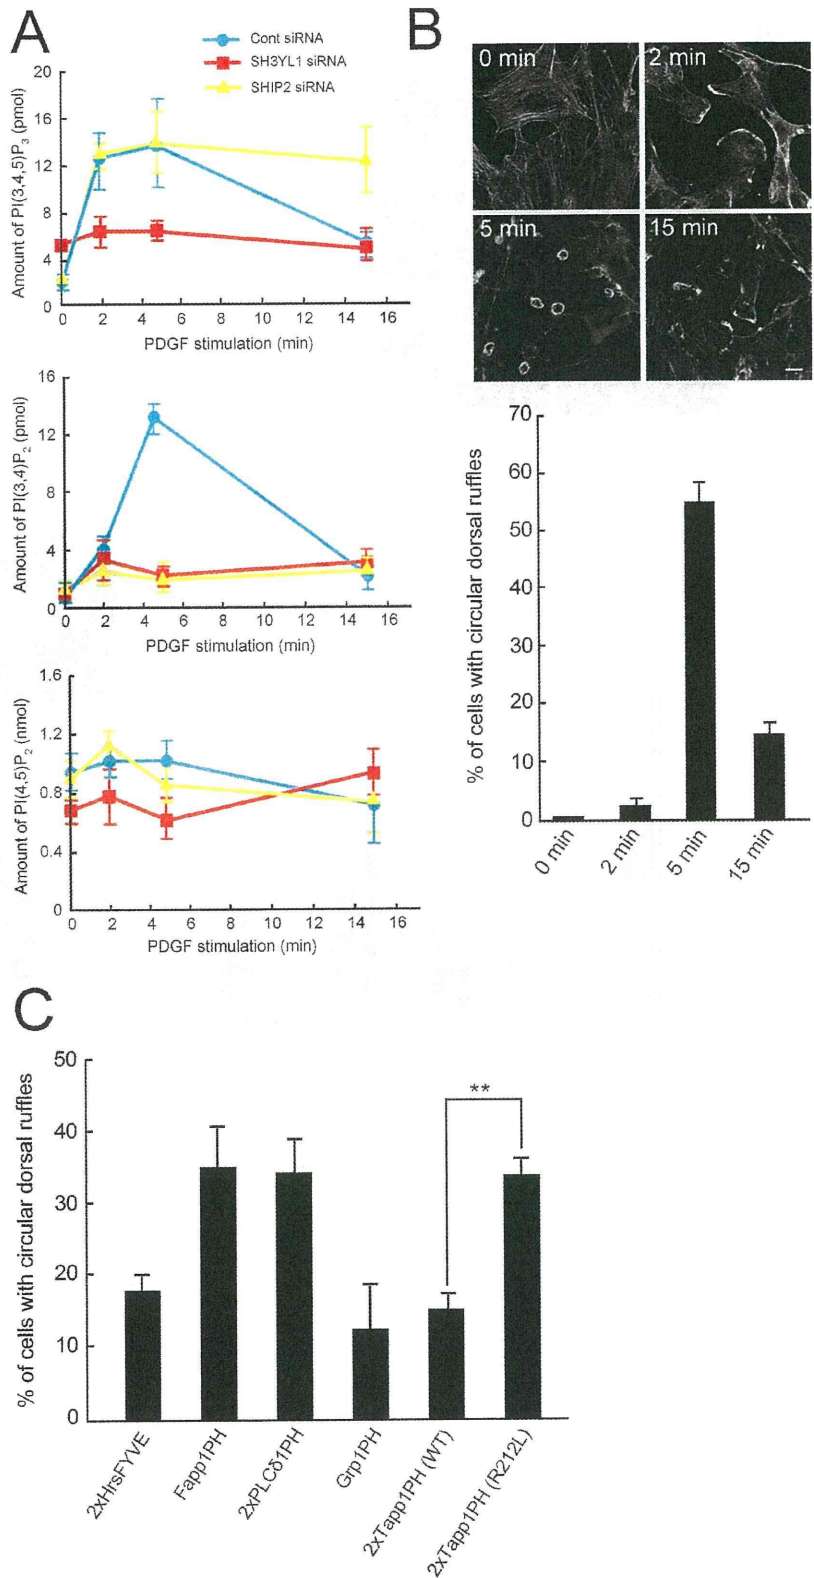 A
Cont siRNA
SH3YL1 siRNA
SHIP2 siRNA
Amount of PI(3,4,5)P3 (pmol)
20
16
12
8
4
0
0 2 4 6 8 10 12 14 16
PDGF stimulation (min)
Amount of PI(3,4)P2 (pmol)
16
12
8
4
0
0 2 4 6 8 10 12 14 16
PDGF stimulation (min)
Amount of PI(4,5)P2 (nmol)
1.6
1.2
0.8
0.4
0
0 2 4 6 8 10 12 14 16
PDGF stimulation (min)
B
0 min
2 min
5 min
15 min
% of cells with circular dorsal ruffles
70
60
50
40
30
20
10
0
0 min
2 min
5 min
15 min
C
% of cells with circular dorsal ruffles
50
40
30
20
10
0
**
2xHrsFYVE
Fapp1PH
2xPLCδ1PH
Grp1PH
2xTapp1PH (WT)
2xTapp1PH (R212L)